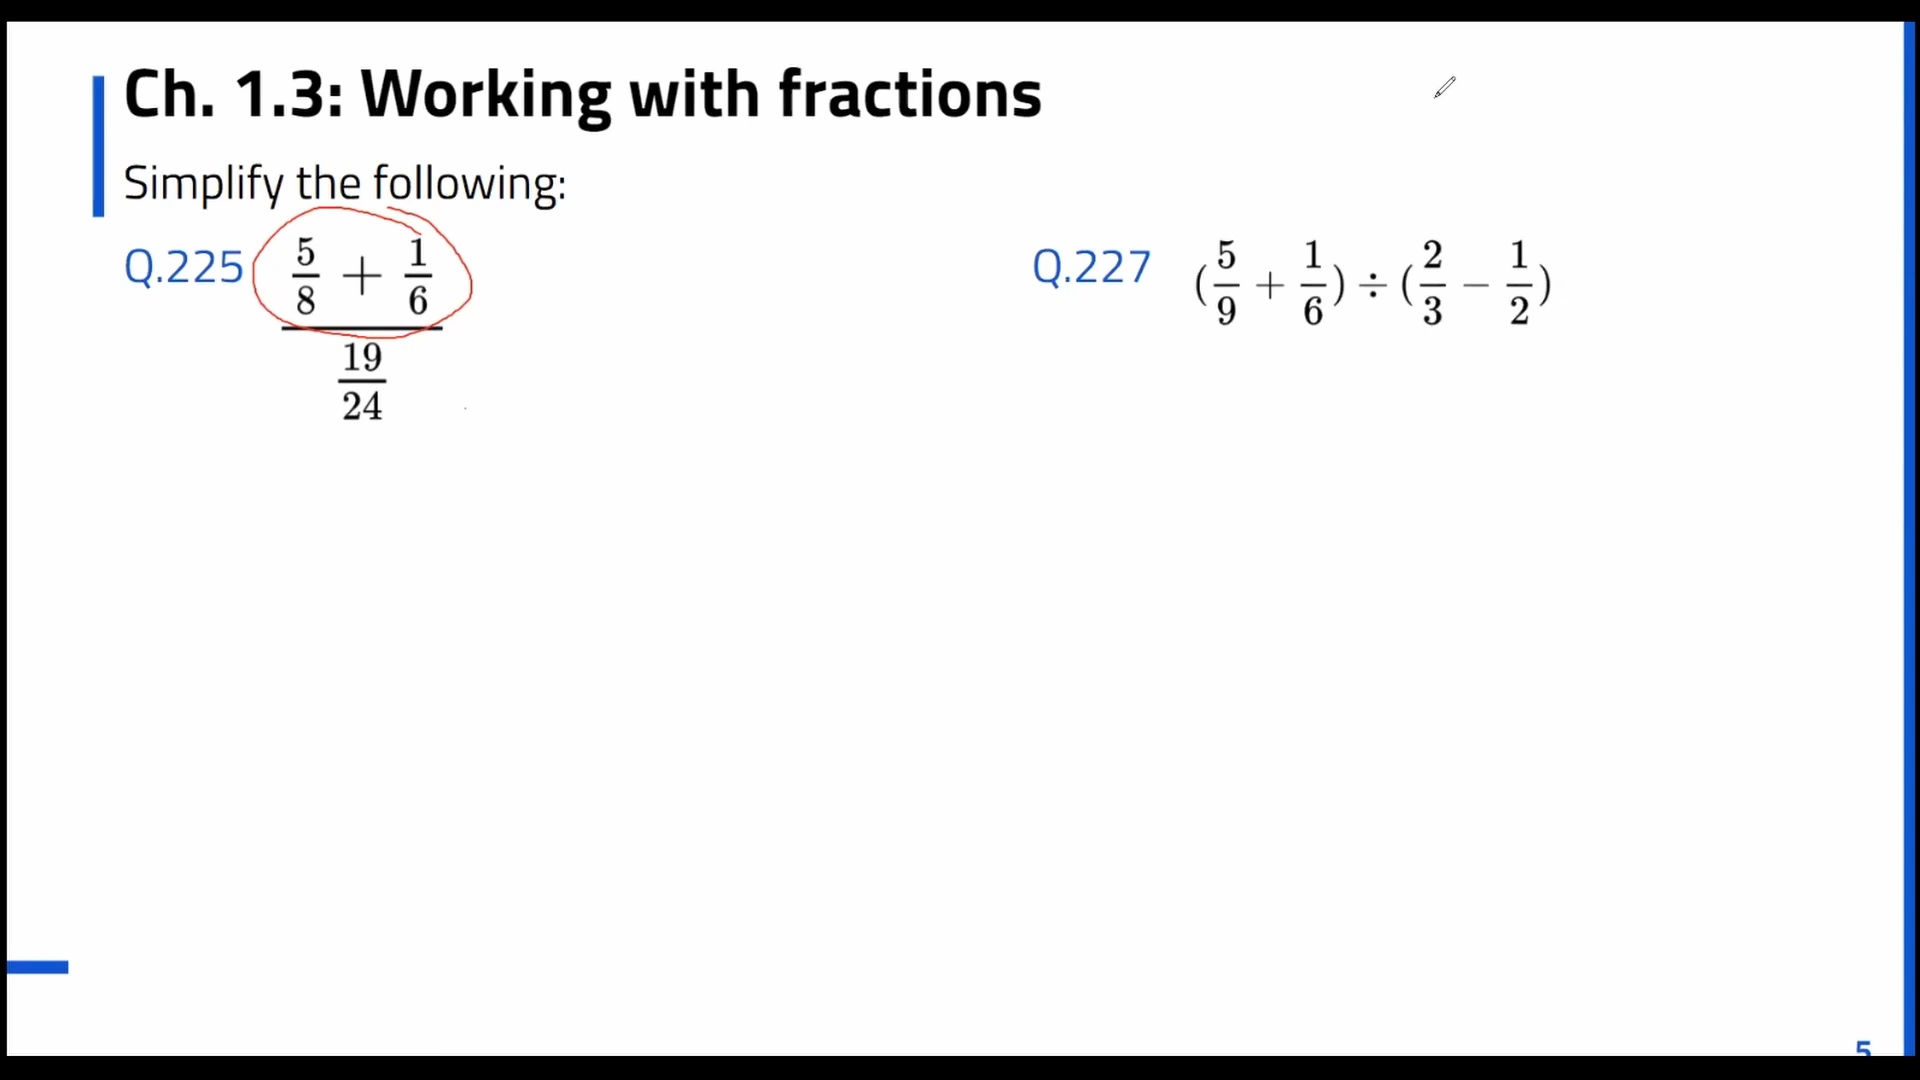 Ch. 1.3: Working with fractions
Simplify the following:
Q.225 (5/8 + 1/6) / (19/24)
Q.227 (5/9 + 1/6) ÷ (2/3 − 1/2)
5